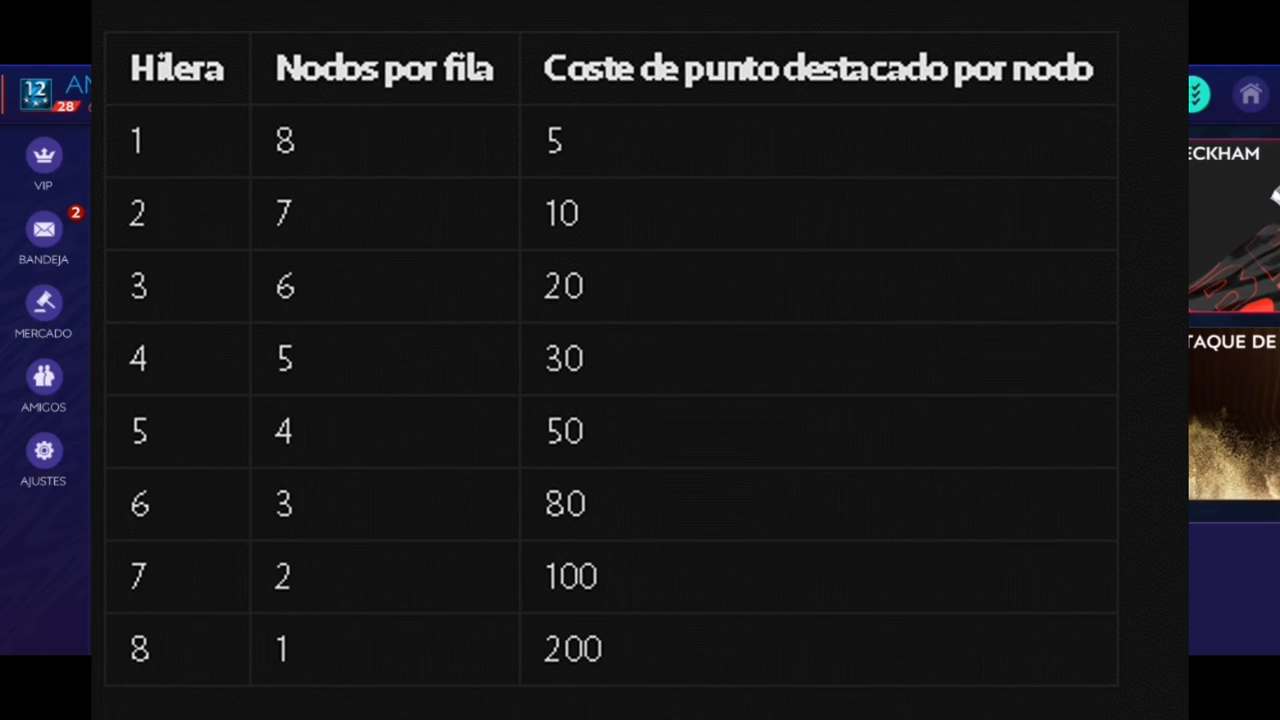 Hilera Nodos por fila Coste de punto destacado por nodo
1 8 5
2 7 10
3 6 20
4 5 30
5 4 50
6 3 80
7 2 100
8 1 200
12
28
AN
VIP
2
BANDEJA
MERCADO
AMIGOS
AJUSTES
ECKHAM
TAQUE DE